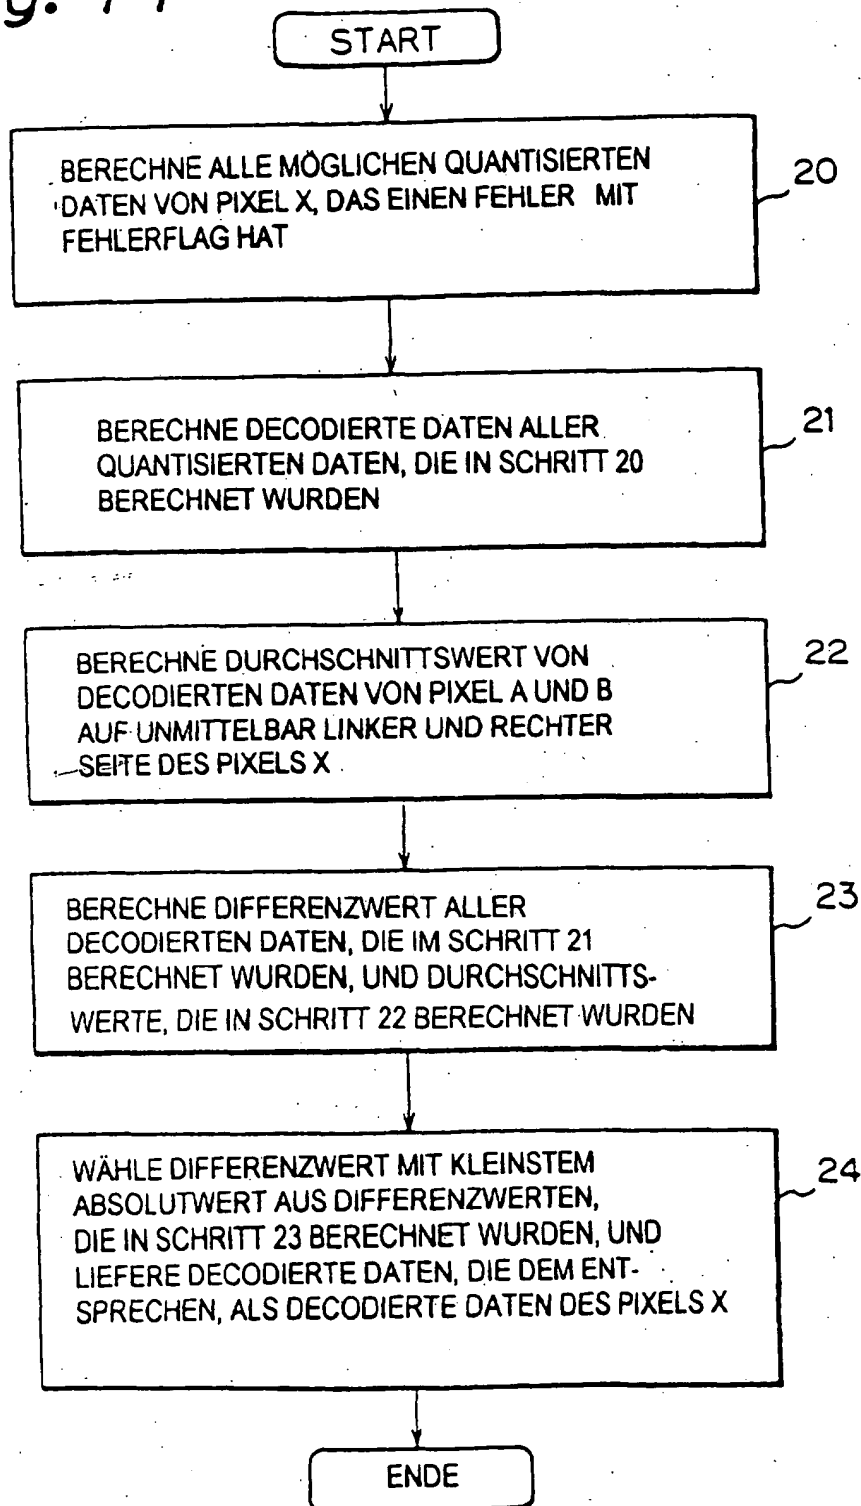 START
BERECHNE ALLE MÖGLICHEN QUANTISIERTEN
DATEN VON PIXEL X, DAS EINEN FEHLER MIT
FEHLERFLAG HAT
20
BERECHNE DECODIERTE DATEN ALLER
QUANTISIERTEN DATEN, DIE IN SCHRITT 20
BERECHNET WURDEN
21
BERECHNE DURCHSCHNITTSWERT VON
DECODIERTEN DATEN VON PIXEL A UND B
AUF UNMITTELBAR LINKER UND RECHTER
SEITE DES PIXELS X
22
BERECHNE DIFFERENZWERT ALLER
DECODIERTEN DATEN, DIE IM SCHRITT 21
BERECHNET WURDEN, UND DURCHSCHNITTS-
WERTE, DIE IN SCHRITT 22 BERECHNET WURDEN
23
WÄHLE DIFFERENZWERT MIT KLEINSTEM
ABSOLUTWERT AUS DIFFERENZWERTEN,
DIE IN SCHRITT 23 BERECHNET WURDEN, UND
LIEFERE DECODIERTE DATEN, DIE DEM ENT-
SPRECHEN, ALS DECODIERTE DATEN DES PIXELS X
24
ENDE